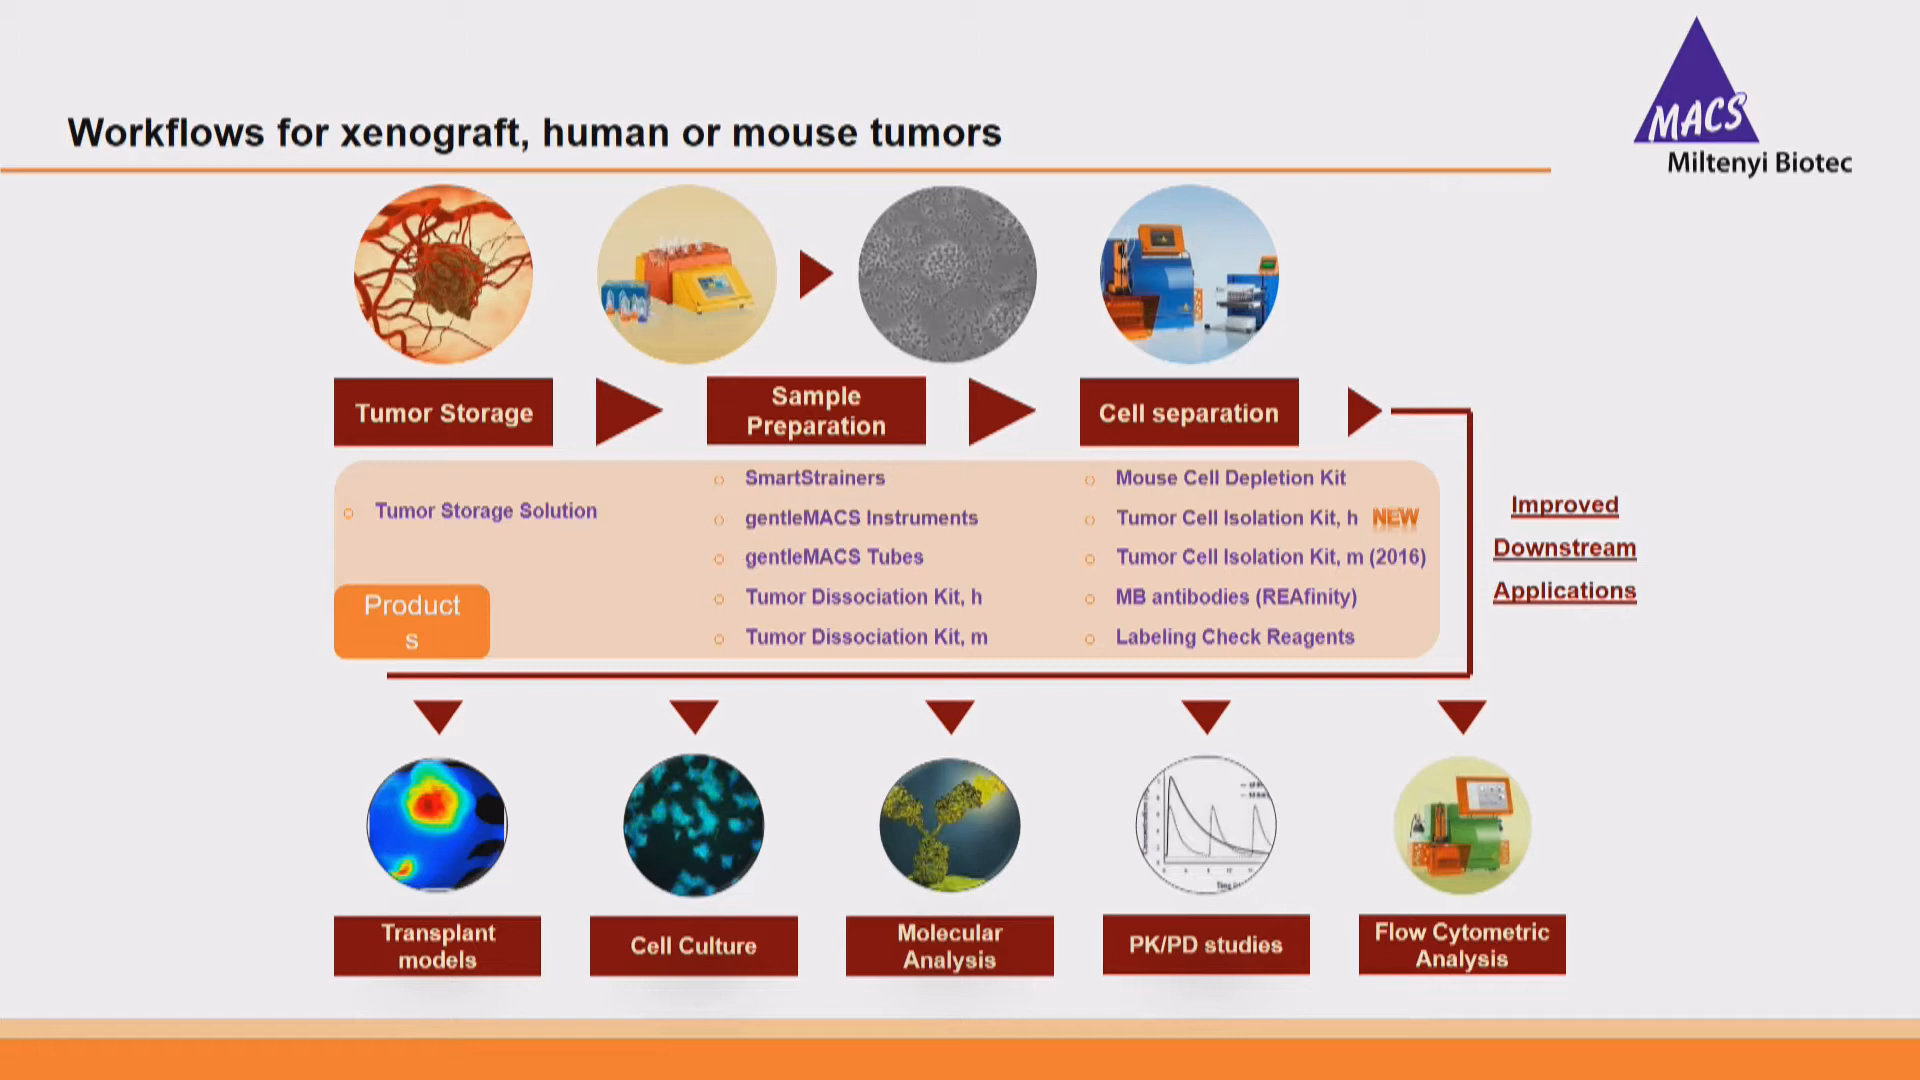 MACS
Miltenyi Biotec
Workflows for xenograft, human or mouse tumors
Tumor Storage
Sample
Preparation
Cell separation
Tumor Storage Solution
Product
s
SmartStrainers
gentleMACS Instruments
gentleMACS Tubes
Tumor Dissociation Kit, h
Tumor Dissociation Kit, m
Mouse Cell Depletion Kit
Tumor Cell Isolation Kit, h NEW
Tumor Cell Isolation Kit, m (2016)
MB antibodies (REAfinity)
Labeling Check Reagents
Improved
Downstream
Applications
Transplant
models
Cell Culture
Molecular
Analysis
PK/PD studies
Flow Cytometric
Analysis